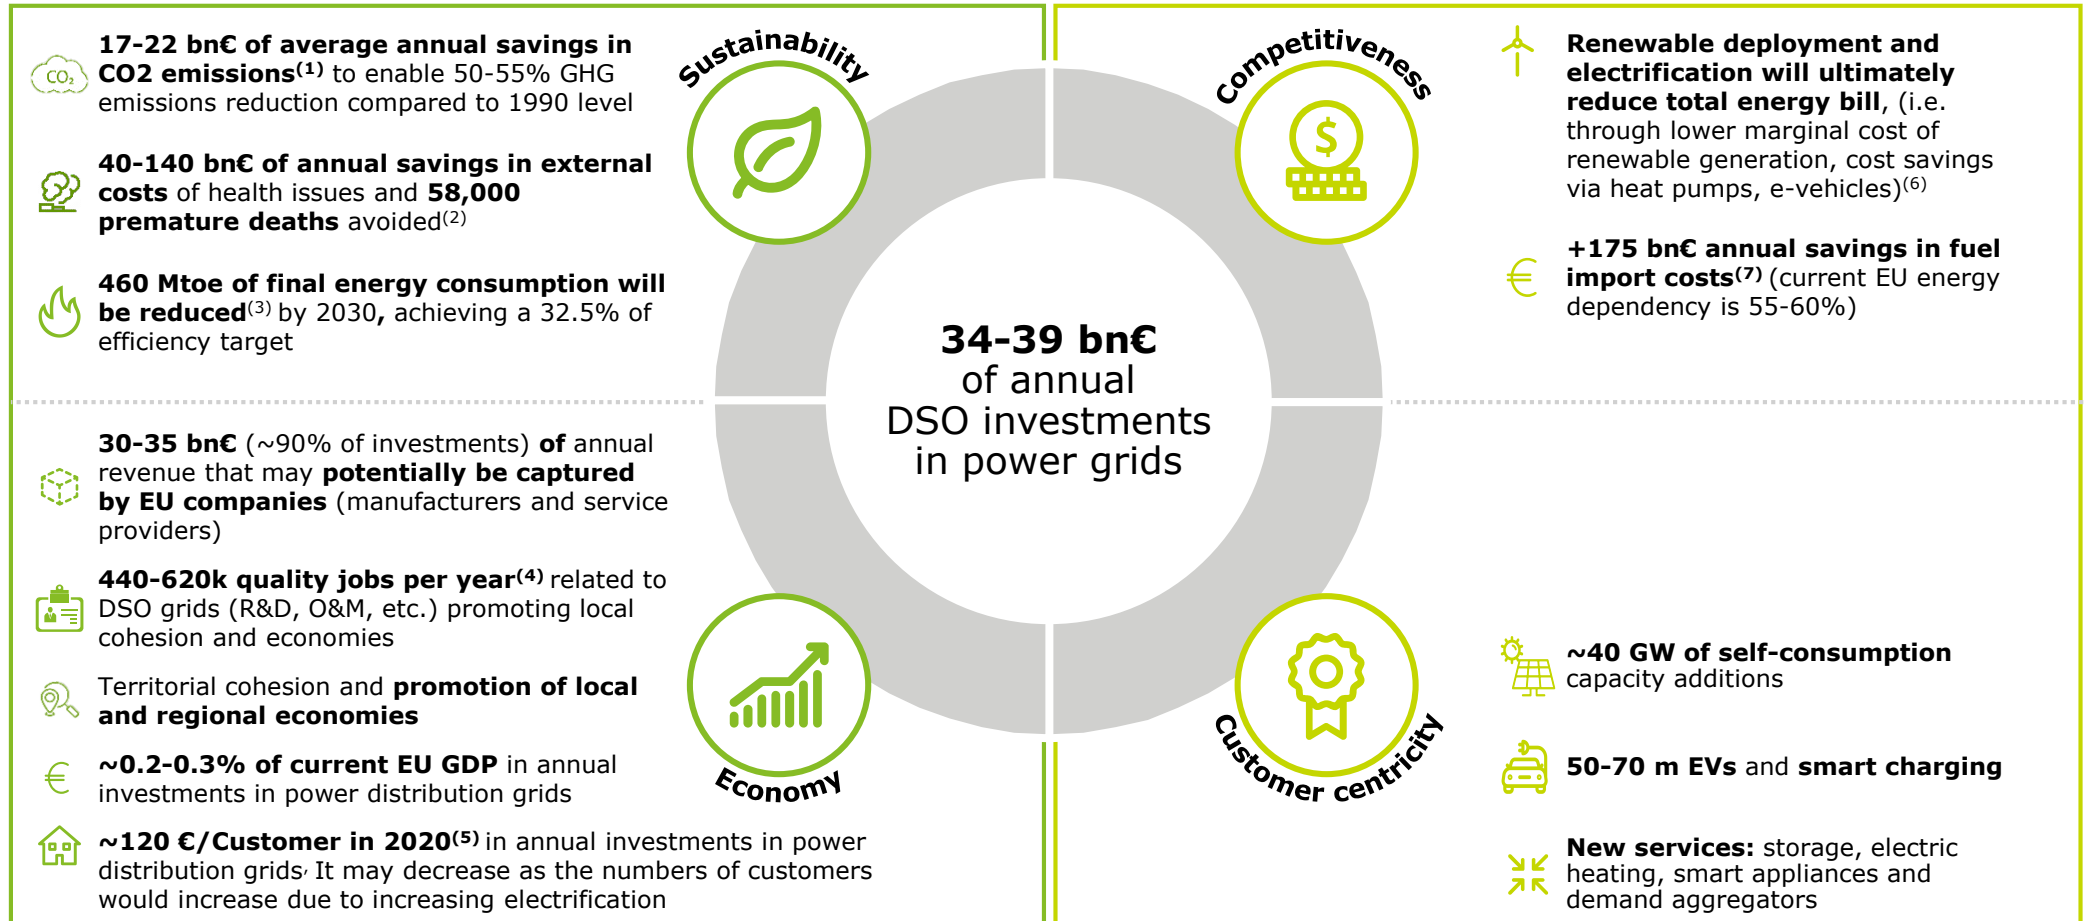 17-22 bn€ of average annual savings in
CO2 emissions(1) to enable 50-55% GHG
emissions reduction compared to 1990 level
CO₂
40-140 bn€ of annual savings in external
costs of health issues and 58,000
premature deaths avoided(2)
460 Mtoe of final energy consumption will
be reduced(3) by 2030, achieving a 32.5% of
efficiency target
Sustainability
Competitiveness
$
Renewable deployment and
electrification will ultimately
reduce total energy bill, (i.e.
through lower marginal cost of
renewable generation, cost savings
via heat pumps, e-vehicles)(6)
€
+175 bn€ annual savings in fuel
import costs(7) (current EU energy
dependency is 55-60%)
34-39 bn€
of annual
DSO investments
in power grids
30-35 bn€ (~90% of investments) of annual
revenue that may potentially be captured
by EU companies (manufacturers and service
providers)
440-620k quality jobs per year(4) related to
DSO grids (R&D, O&M, etc.) promoting local
cohesion and economies
Territorial cohesion and promotion of local
and regional economies
€
~0.2-0.3% of current EU GDP in annual
investments in power distribution grids
~120 €/Customer in 2020(5) in annual investments in power
distribution grids, It may decrease as the numbers of customers
would increase due to increasing electrification
Economy
Customer centricity
~40 GW of self-consumption
capacity additions
50-70 m EVs and smart charging
New services: storage, electric
heating, smart appliances and
demand aggregators